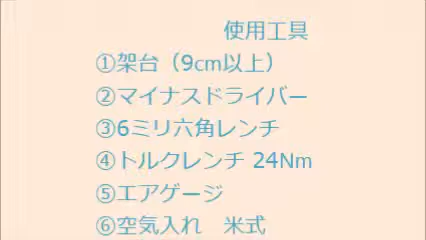 使用工具
①架台（9cm以上）
②マイナスドライバー
③6ミリ六角レンチ
④トルクレンチ 24Nm
⑤エアゲージ
⑥空気入れ　米式